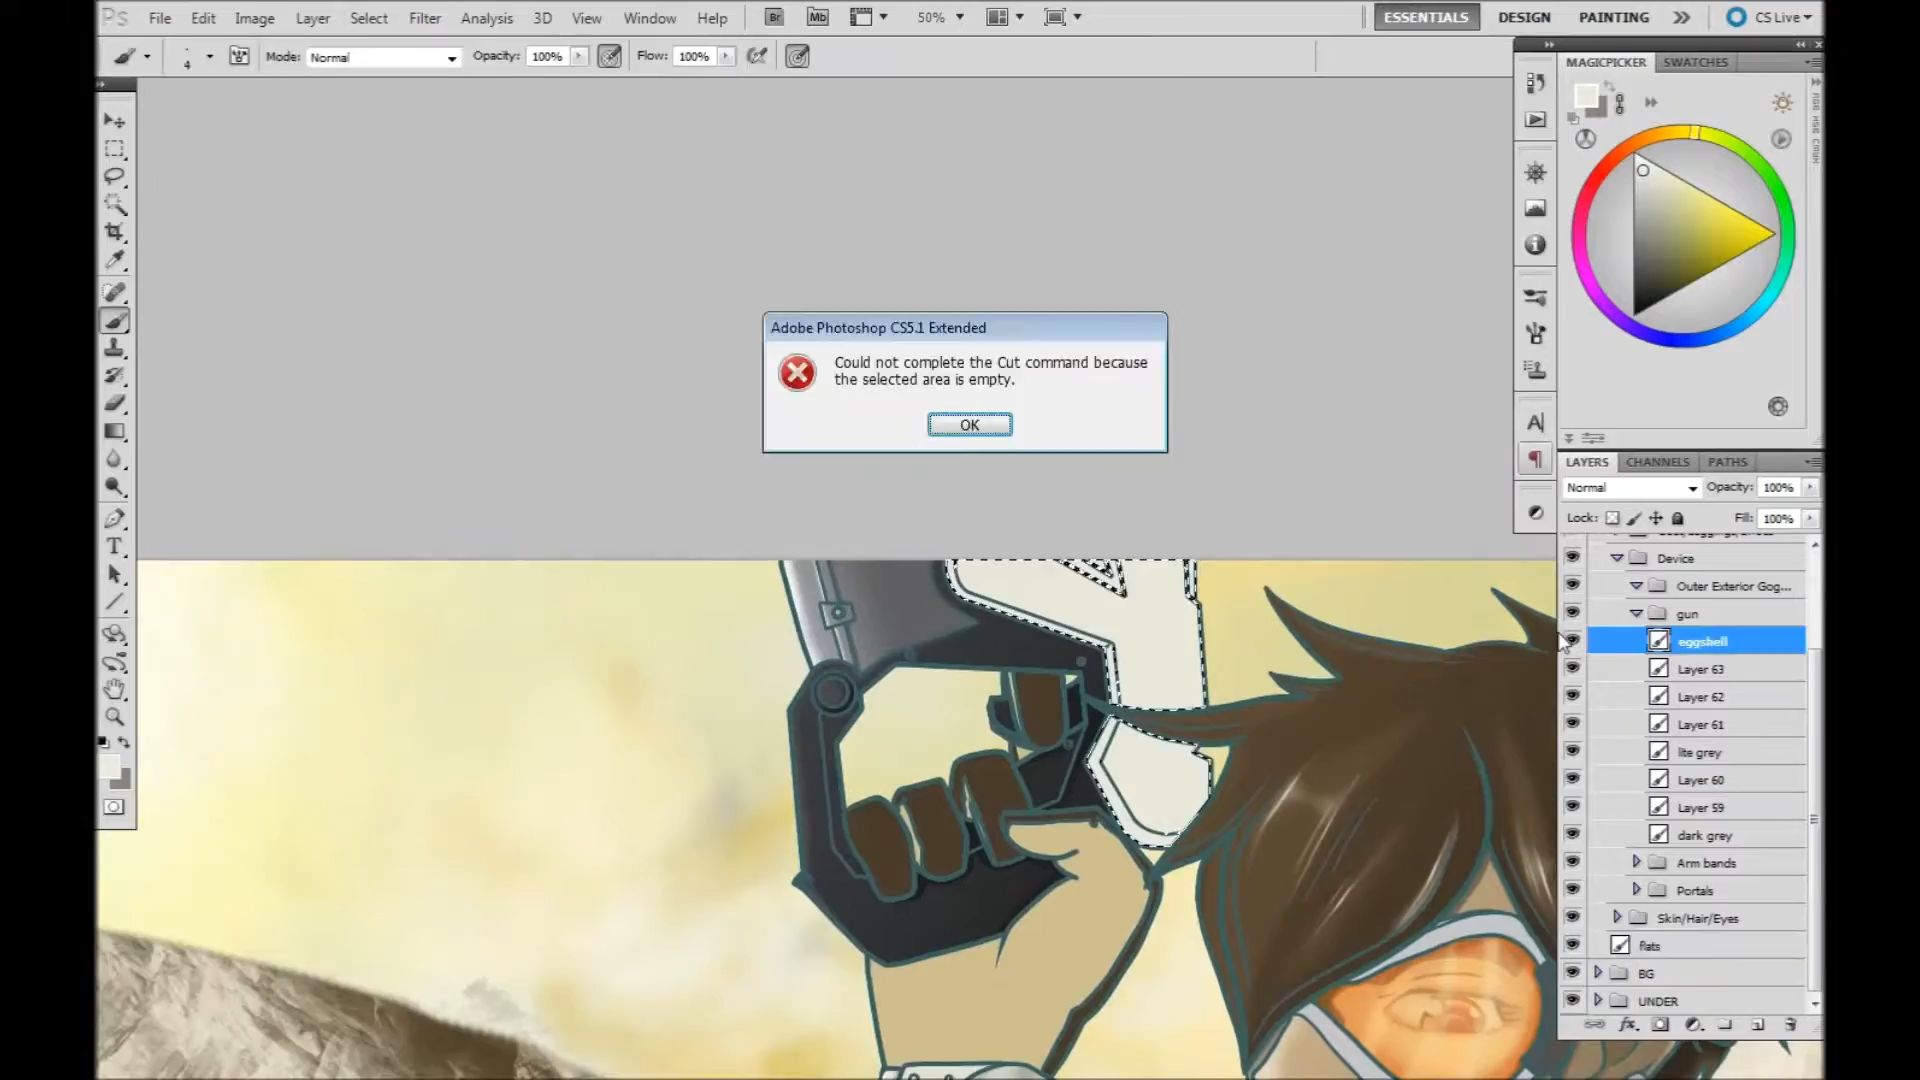 Ps File Edit Image Layer Select Filter Analysis 3D View Window Help Br Mb 50% ESSENTIALS DESIGN PAINTING CS Live
4 Mode: Normal Opacity: 100% Flow: 100%
MAGICPICKER SWATCHES
RGB HSB CMYK
Adobe Photoshop CS5.1 Extended
Could not complete the Cut command because
the selected area is empty.
OK
LAYERS CHANNELS PATHS
Normal Opacity: 100%
Lock: Fill: 100%
Device
Outer Exterior Gog...
gun
eggshell
Layer 63
Layer 62
Layer 61
lite grey
Layer 60
Layer 59
dark grey
Arm bands
Portals
Skin/Hair/Eyes
flats
BG
UNDER